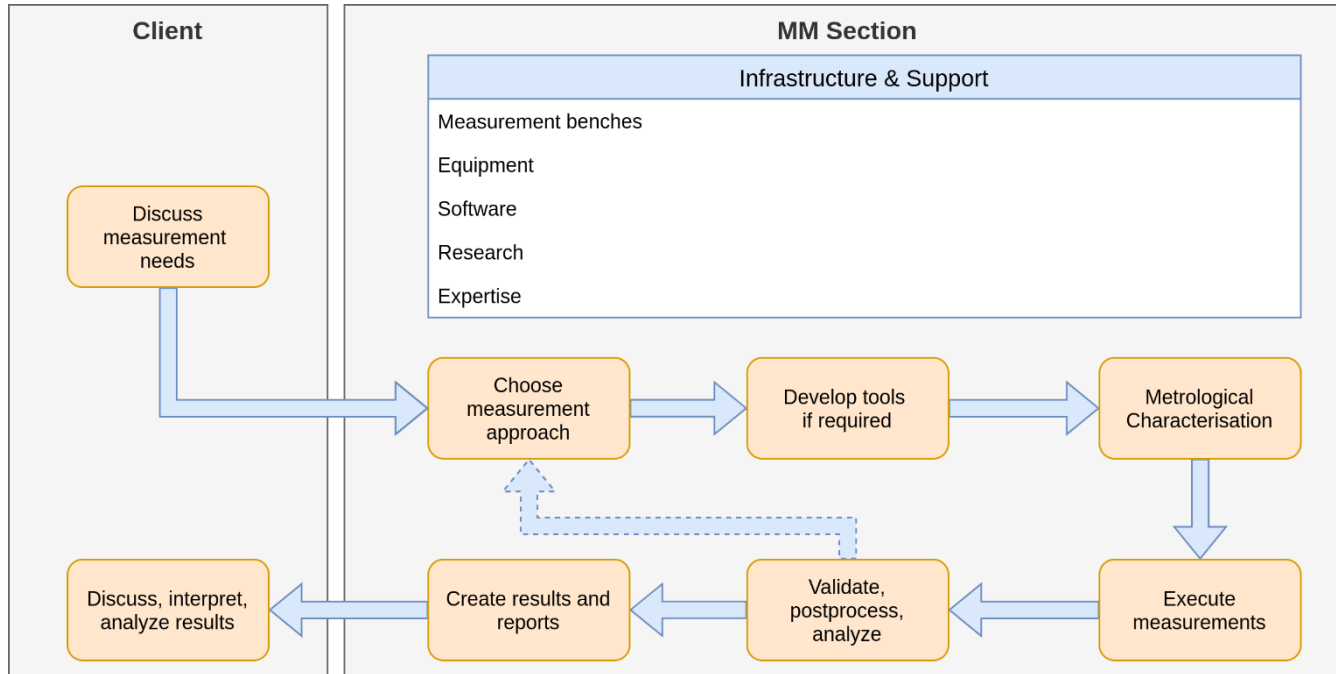 Client
MM Section
Infrastructure & Support
Measurement benches
Equipment
Software
Research
Expertise
Discuss
measurement
needs
Choose
measurement
approach
Develop tools
if required
Metrological
Characterisation
Discuss, interpret,
analyze results
Create results and
reports
Validate,
postprocess,
analyze
Execute
measurements